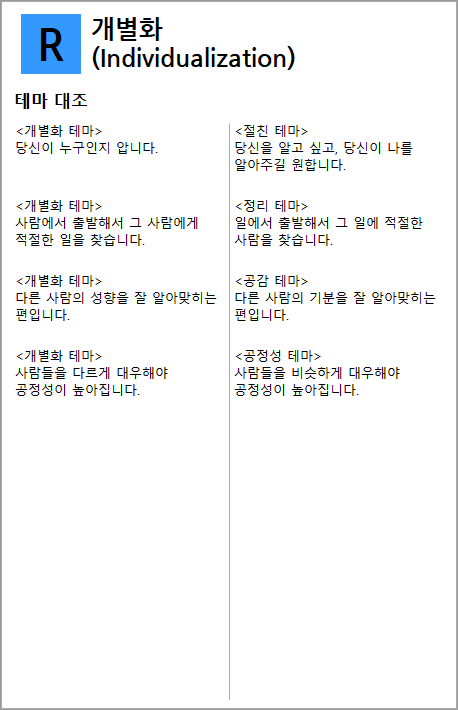 R
개별화
(Individualization)
테마 대조
<개별화 테마>
당신이 누구인지 압니다.
<절친 테마>
당신을 알고 싶고, 당신이 나를
알아주길 원합니다.
<개별화 테마>
사람에서 출발해서 그 사람에게
적절한 일을 찾습니다.
<정리 테마>
일에서 출발해서 그 일에 적절한
사람을 찾습니다.
<개별화 테마>
다른 사람의 성향을 잘 알아맞히는
편입니다.
<공감 테마>
다른 사람의 기분을 잘 알아맞히는
편입니다.
<개별화 테마>
사람들을 다르게 대우해야
공정성이 높아집니다.
<공정성 테마>
사람들을 비슷하게 대우해야
공정성이 높아집니다.